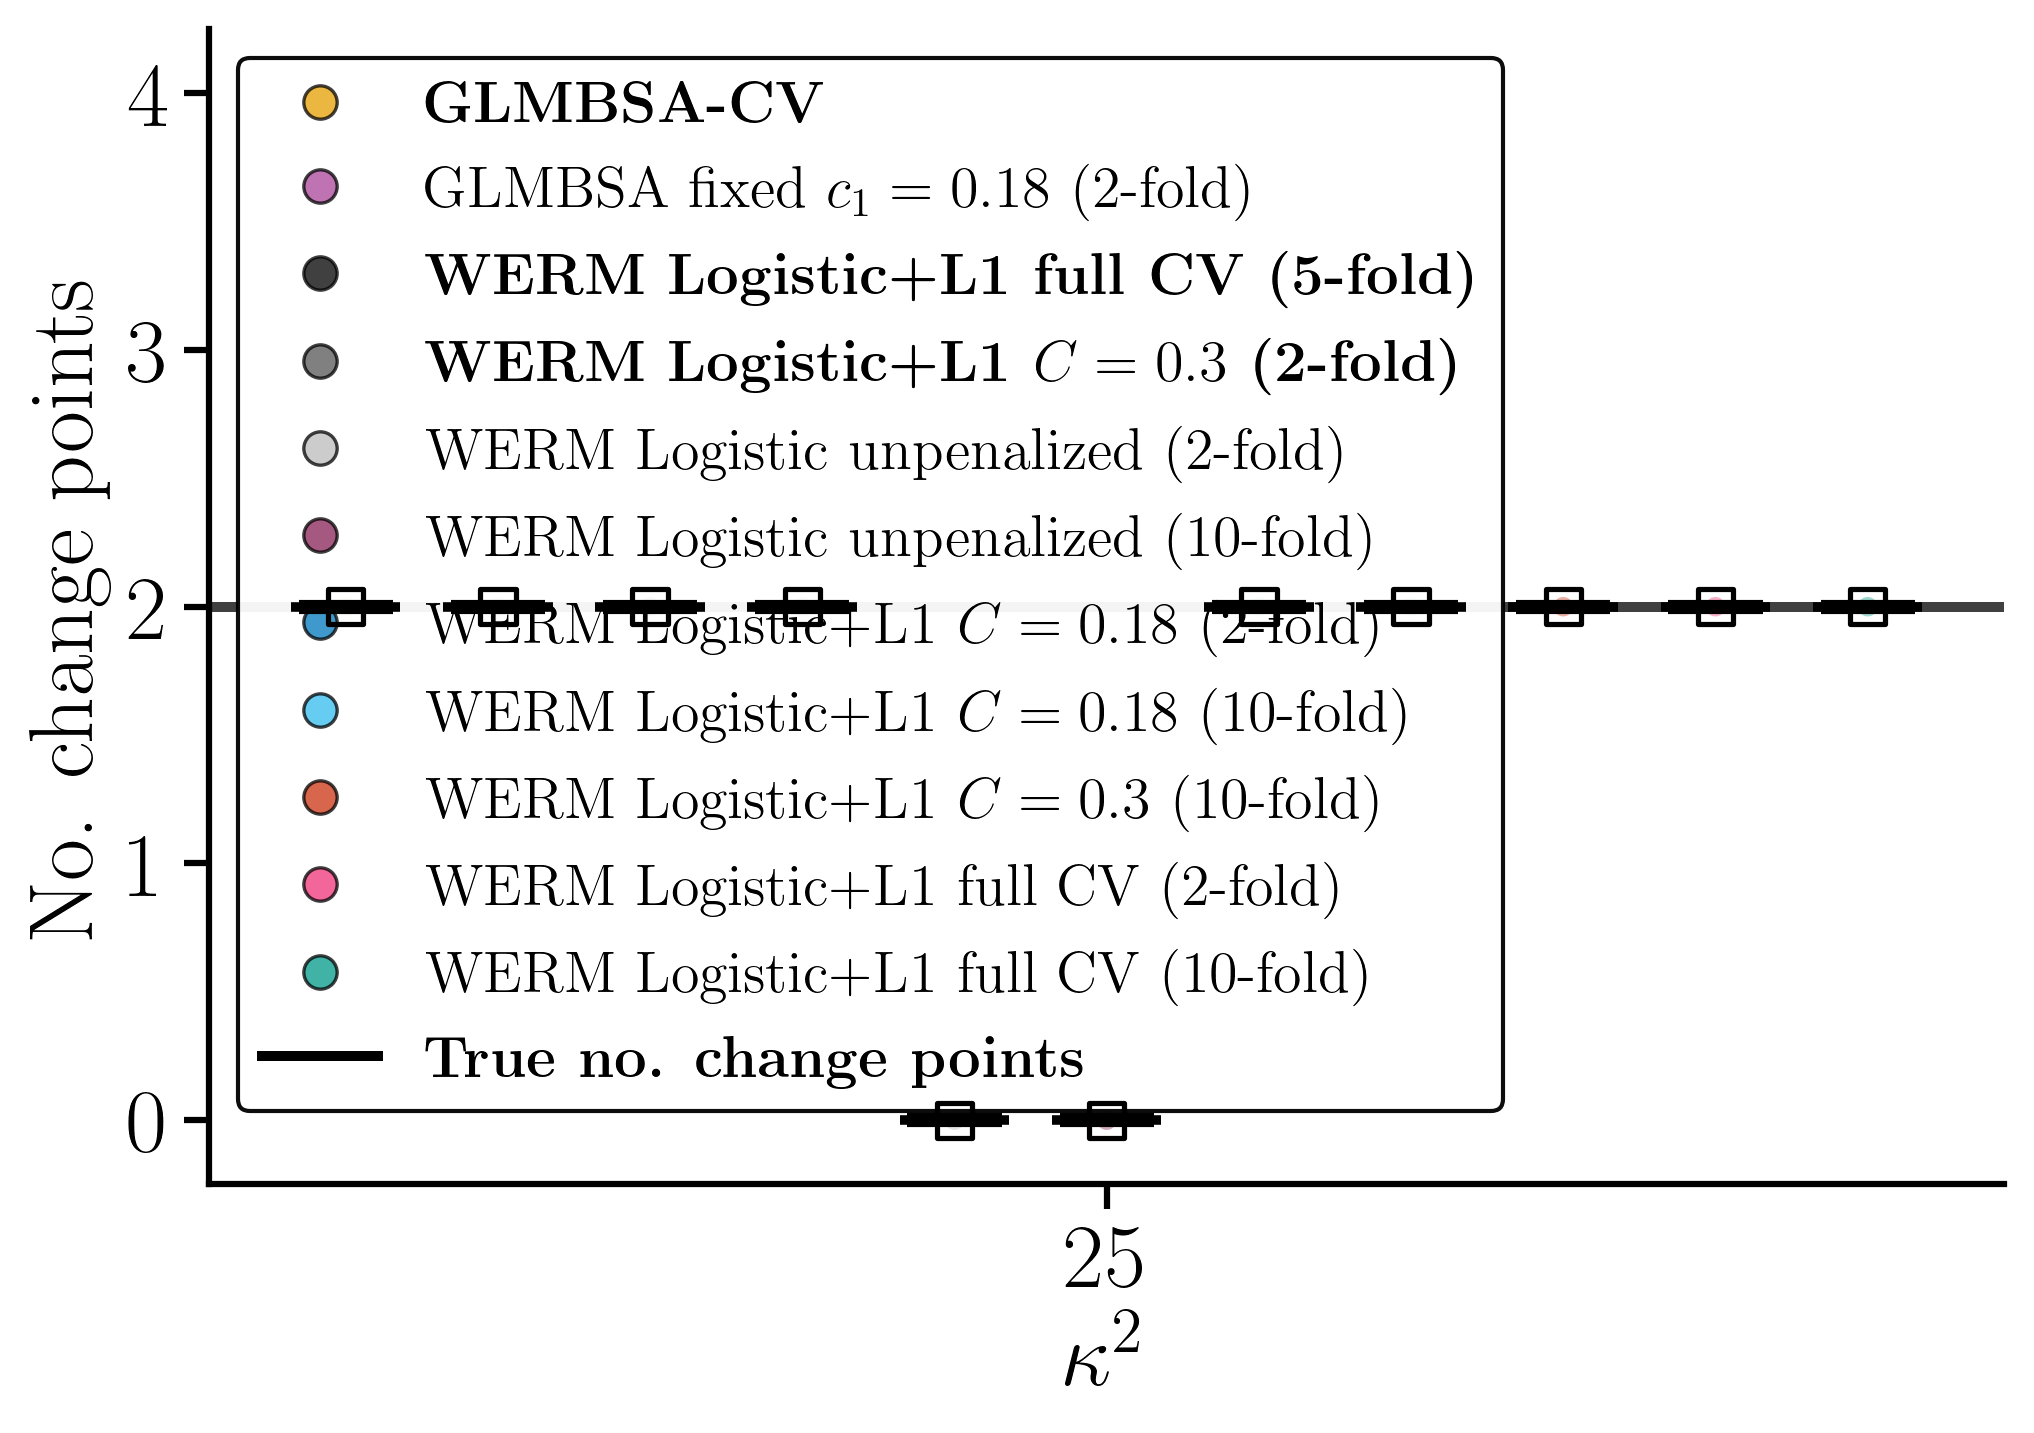 No. change points
4
3
2
1
0
GLMBSA-CV
GLMBSA fixed c₁ = 0.18 (2-fold)
WERM Logistic+L1 full CV (5-fold)
WERM Logistic+L1 C = 0.3 (2-fold)
WERM Logistic unpenalized (2-fold)
WERM Logistic unpenalized (10-fold)
WERM Logistic+L1 C = 0.18 (2-fold)
WERM Logistic+L1 C = 0.18 (10-fold)
WERM Logistic+L1 C = 0.3 (10-fold)
WERM Logistic+L1 full CV (2-fold)
WERM Logistic+L1 full CV (10-fold)
True no. change points
25
κ²